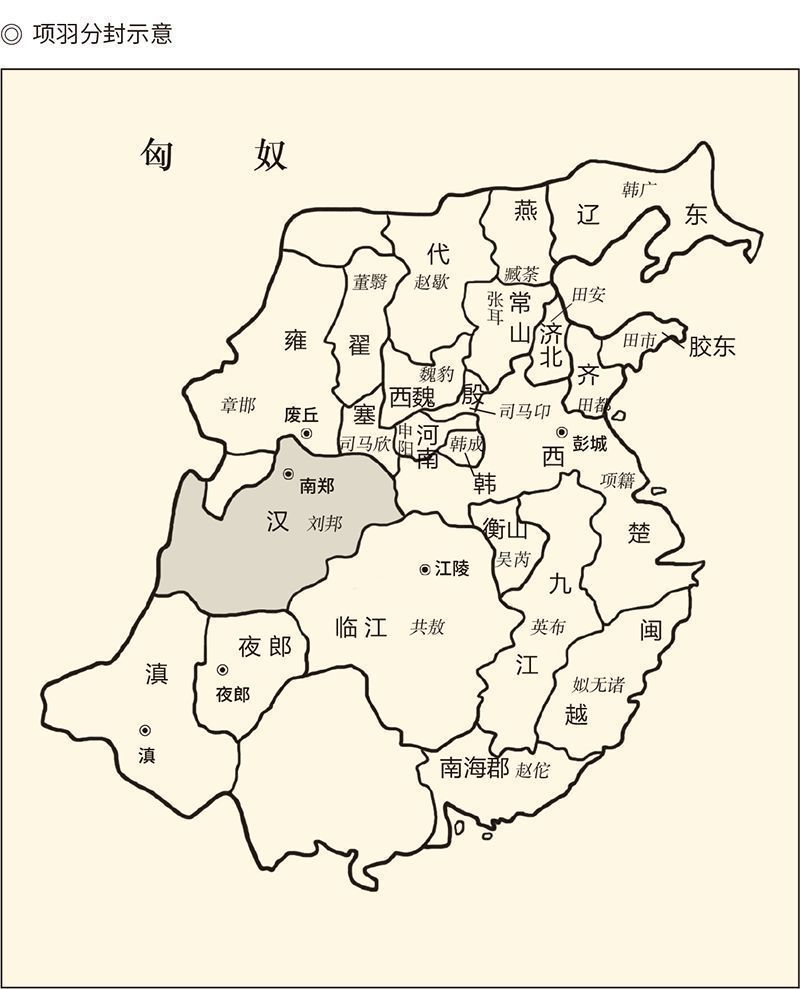 ◎ 项羽分封示意
匈奴
韩广
辽东
燕
臧荼
代
赵歇
董翳
翟
雍
章邯
废丘
张耳
常山
田安
济北
田市
胶东
齐
田都
魏豹
西魏
殷
司马卬
塞
司马欣
申阳
河南
韩成
韩
彭城
西楚
项籍
南郑
汉
刘邦
衡山
吴芮
江陵
临江
共敖
九江
英布
闽越
姒无诸
夜郎
夜郎
滇
滇
南海郡
赵佗